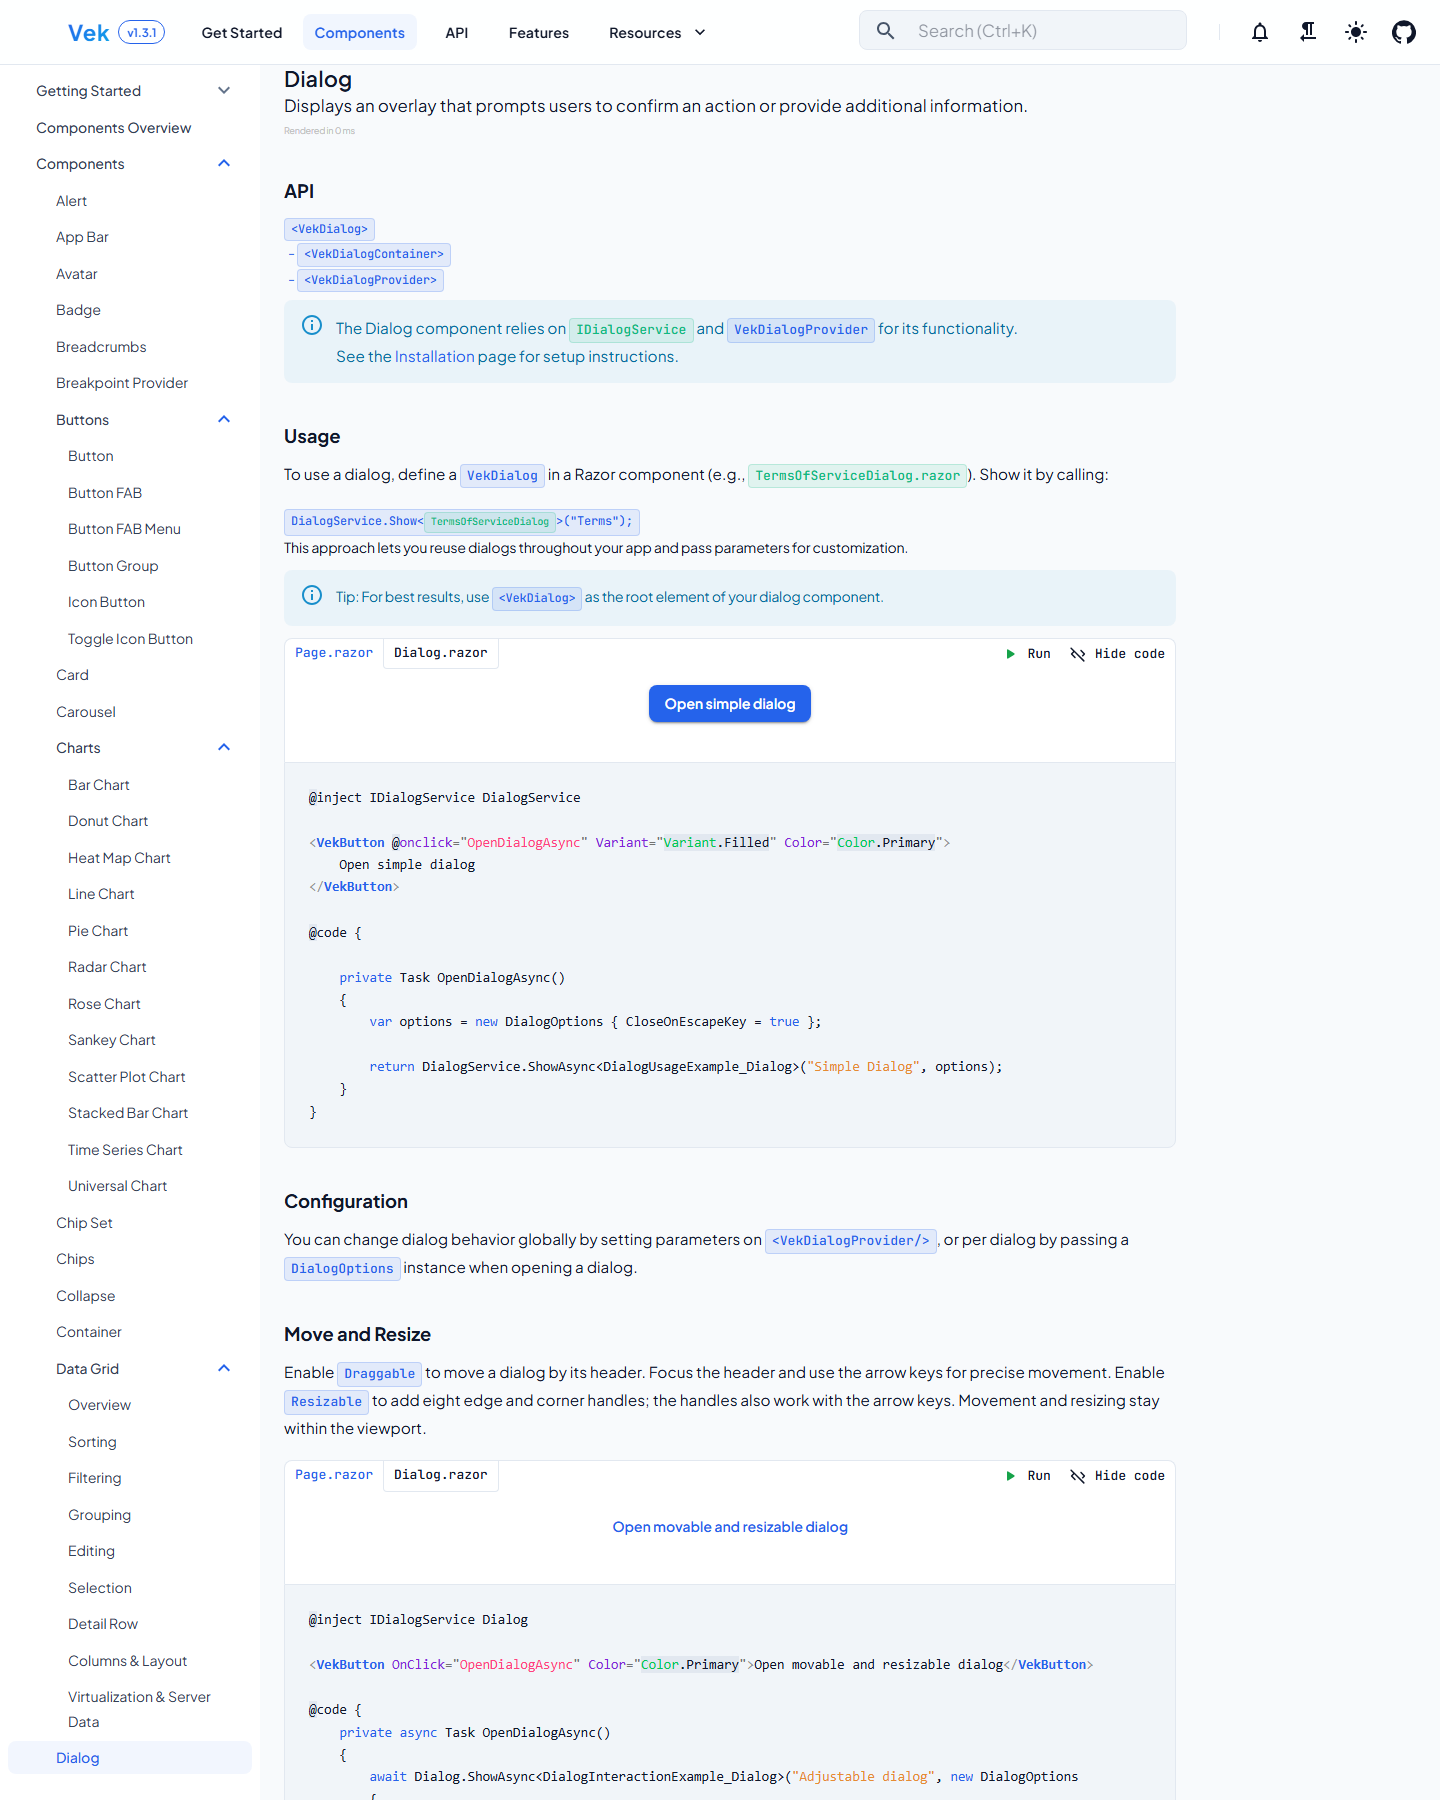 Vek v1.3.1 Get Started Components API Features Resources Search (Ctrl+K)
Getting Started
Components Overview
Components
Alert
App Bar
Avatar
Badge
Breadcrumbs
Breakpoint Provider
Buttons
Button
Button FAB
Button FAB Menu
Button Group
Icon Button
Toggle Icon Button
Card
Carousel
Charts
Bar Chart
Donut Chart
Heat Map Chart
Line Chart
Pie Chart
Radar Chart
Rose Chart
Sankey Chart
Scatter Plot Chart
Stacked Bar Chart
Time Series Chart
Universal Chart
Chip Set
Chips
Collapse
Container
Data Grid
Overview
Sorting
Filtering
Grouping
Editing
Selection
Detail Row
Columns & Layout
Virtualization & Server
Data
Dialog
Dialog
Displays an overlay that prompts users to confirm an action or provide additional information.
Rendered in 0 ms
API
<VekDialog>
- <VekDialogContainer>
- <VekDialogProvider>
The Dialog component relies on IDialogService and VekDialogProvider for its functionality.
See the Installation page for setup instructions.
Usage
To use a dialog, define a VekDialog in a Razor component (e.g., TermsOfServiceDialog.razor). Show it by calling:
DialogService.Show<TermsOfServiceDialog>("Terms");
This approach lets you reuse dialogs throughout your app and pass parameters for customization.
Tip: For best results, use <VekDialog> as the root element of your dialog component.
Page.razor Dialog.razor Run Hide code
Open simple dialog
@inject IDialogService DialogService
<VekButton @onclick="OpenDialogAsync" Variant="Variant.Filled" Color="Color.Primary">
Open simple dialog
</VekButton>
@code {
private Task OpenDialogAsync()
{
var options = new DialogOptions { CloseOnEscapeKey = true };
return DialogService.ShowAsync<DialogUsageExample_Dialog>("Simple Dialog", options);
}
}
Configuration
You can change dialog behavior globally by setting parameters on <VekDialogProvider/>, or per dialog by passing a
DialogOptions instance when opening a dialog.
Move and Resize
Enable Draggable to move a dialog by its header. Focus the header and use the arrow keys for precise movement. Enable
Resizable to add eight edge and corner handles; the handles also work with the arrow keys. Movement and resizing stay
within the viewport.
Page.razor Dialog.razor Run Hide code
Open movable and resizable dialog
@inject IDialogService Dialog
<VekButton OnClick="OpenDialogAsync" Color="Color.Primary">Open movable and resizable dialog</VekButton>
@code {
private async Task OpenDialogAsync()
{
await Dialog.ShowAsync<DialogInteractionExample_Dialog>("Adjustable dialog", new DialogOptions
{